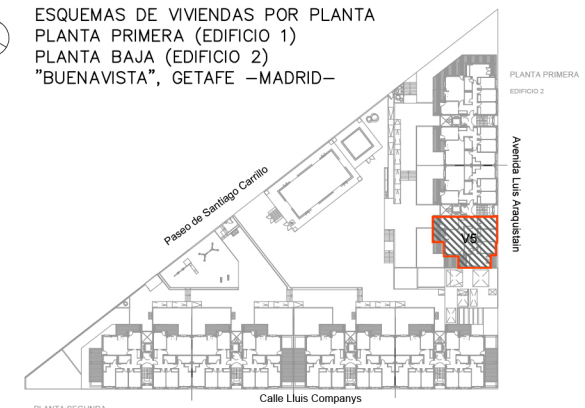 ESQUEMAS DE VIVIENDAS POR PLANTA
PLANTA PRIMERA (EDIFICIO 1)
PLANTA BAJA (EDIFICIO 2)
"BUENAVISTA", GETAFE -MADRID-
PLANTA PRIMERA
EDIFICIO 2
Paseo de Santiago Carrillo
Avenida Luis Araquistain
V5
Calle Lluis Companys
PLANTA SEGUNDA